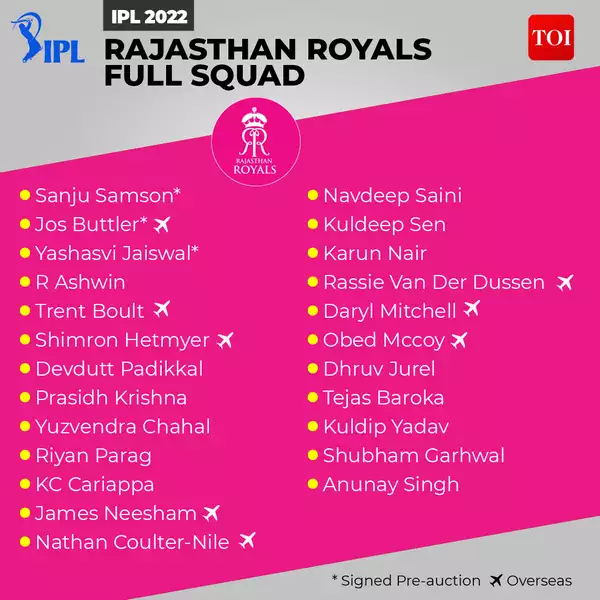 IPL
IPL 2022
RAJASTHAN ROYALS
FULL SQUAD
TOI
RAJASTHAN
ROYALS
Sanju Samson*
Jos Buttler*
Yashasvi Jaiswal*
R Ashwin
Trent Boult
Shimron Hetmyer
Devdutt Padikkal
Prasidh Krishna
Yuzvendra Chahal
Riyan Parag
KC Cariappa
James Neesham
Nathan Coulter-Nile
Navdeep Saini
Kuldeep Sen
Karun Nair
Rassie Van Der Dussen
Daryl Mitchell
Obed Mccoy
Dhruv Jurel
Tejas Baroka
Kuldip Yadav
Shubham Garhwal
Anunay Singh
* Signed Pre-auction Overseas